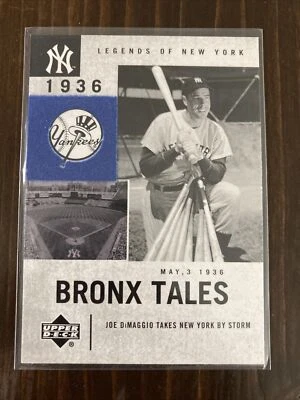 NY
LEGENDS OF NEW YORK
1936
Yankees
MAY, 3 1936
BRONX TALES
UPPER
DECK
®
JOE DiMAGGIO TAKES NEW YORK BY STORM